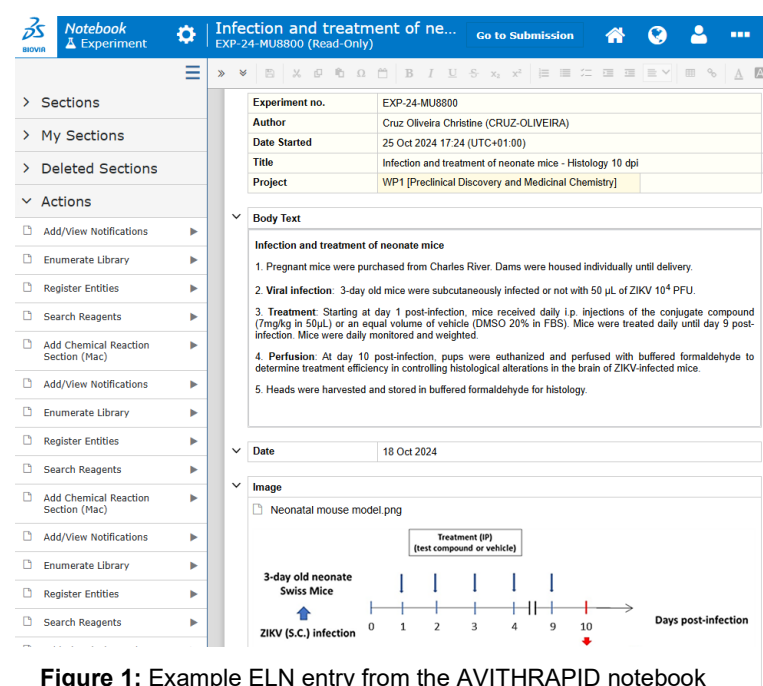 BIOVIA
Notebook
Experiment
Infection and treatment of ne...
EXP-24-MU8800 (Read-Only)
Go to Submission
B I U S x₂ x² A A
Sections
My Sections
Deleted Sections
Actions
Add/View Notifications
Enumerate Library
Register Entities
Search Reagents
Add Chemical Reaction
Section (Mac)
Add/View Notifications
Enumerate Library
Register Entities
Search Reagents
Add Chemical Reaction
Section (Mac)
Add/View Notifications
Enumerate Library
Register Entities
Search Reagents
Experiment no. EXP-24-MU8800
Author Cruz Oliveira Christine (CRUZ-OLIVEIRA)
Date Started 25 Oct 2024 17:24 (UTC+01:00)
Title Infection and treatment of neonate mice - Histology 10 dpi
Project WP1 [Preclinical Discovery and Medicinal Chemistry]
Body Text
Infection and treatment of neonate mice
1. Pregnant mice were purchased from Charles River. Dams were housed individually until delivery.
2. Viral infection: 3-day old mice were subcutaneously infected or not with 50 µL of ZIKV 10⁴ PFU.
3. Treatment: Starting at day 1 post-infection, mice received daily i.p. injections of the conjugate compound
(7mg/kg in 50µL) or an equal volume of vehicle (DMSO 20% in FBS). Mice were treated daily until day 9 post-
infection. Mice were daily monitored and weighted.
4. Perfusion: At day 10 post-infection, pups were euthanized and perfused with buffered formaldehyde to
determine treatment efficiency in controlling histological alterations in the brain of ZIKV-infected mice.
5. Heads were harvested and stored in buffered formaldehyde for histology.
Date 18 Oct 2024
Image
Neonatal mouse model.png
Treatment (IP)
(test compound or vehicle)
3-day old neonate
Swiss Mice
ZIKV (S.C.) infection
0 1 2 3 4 9 10
Days post-infection
Figure 1: Example ELN entry from the AVITHRAPID notebook